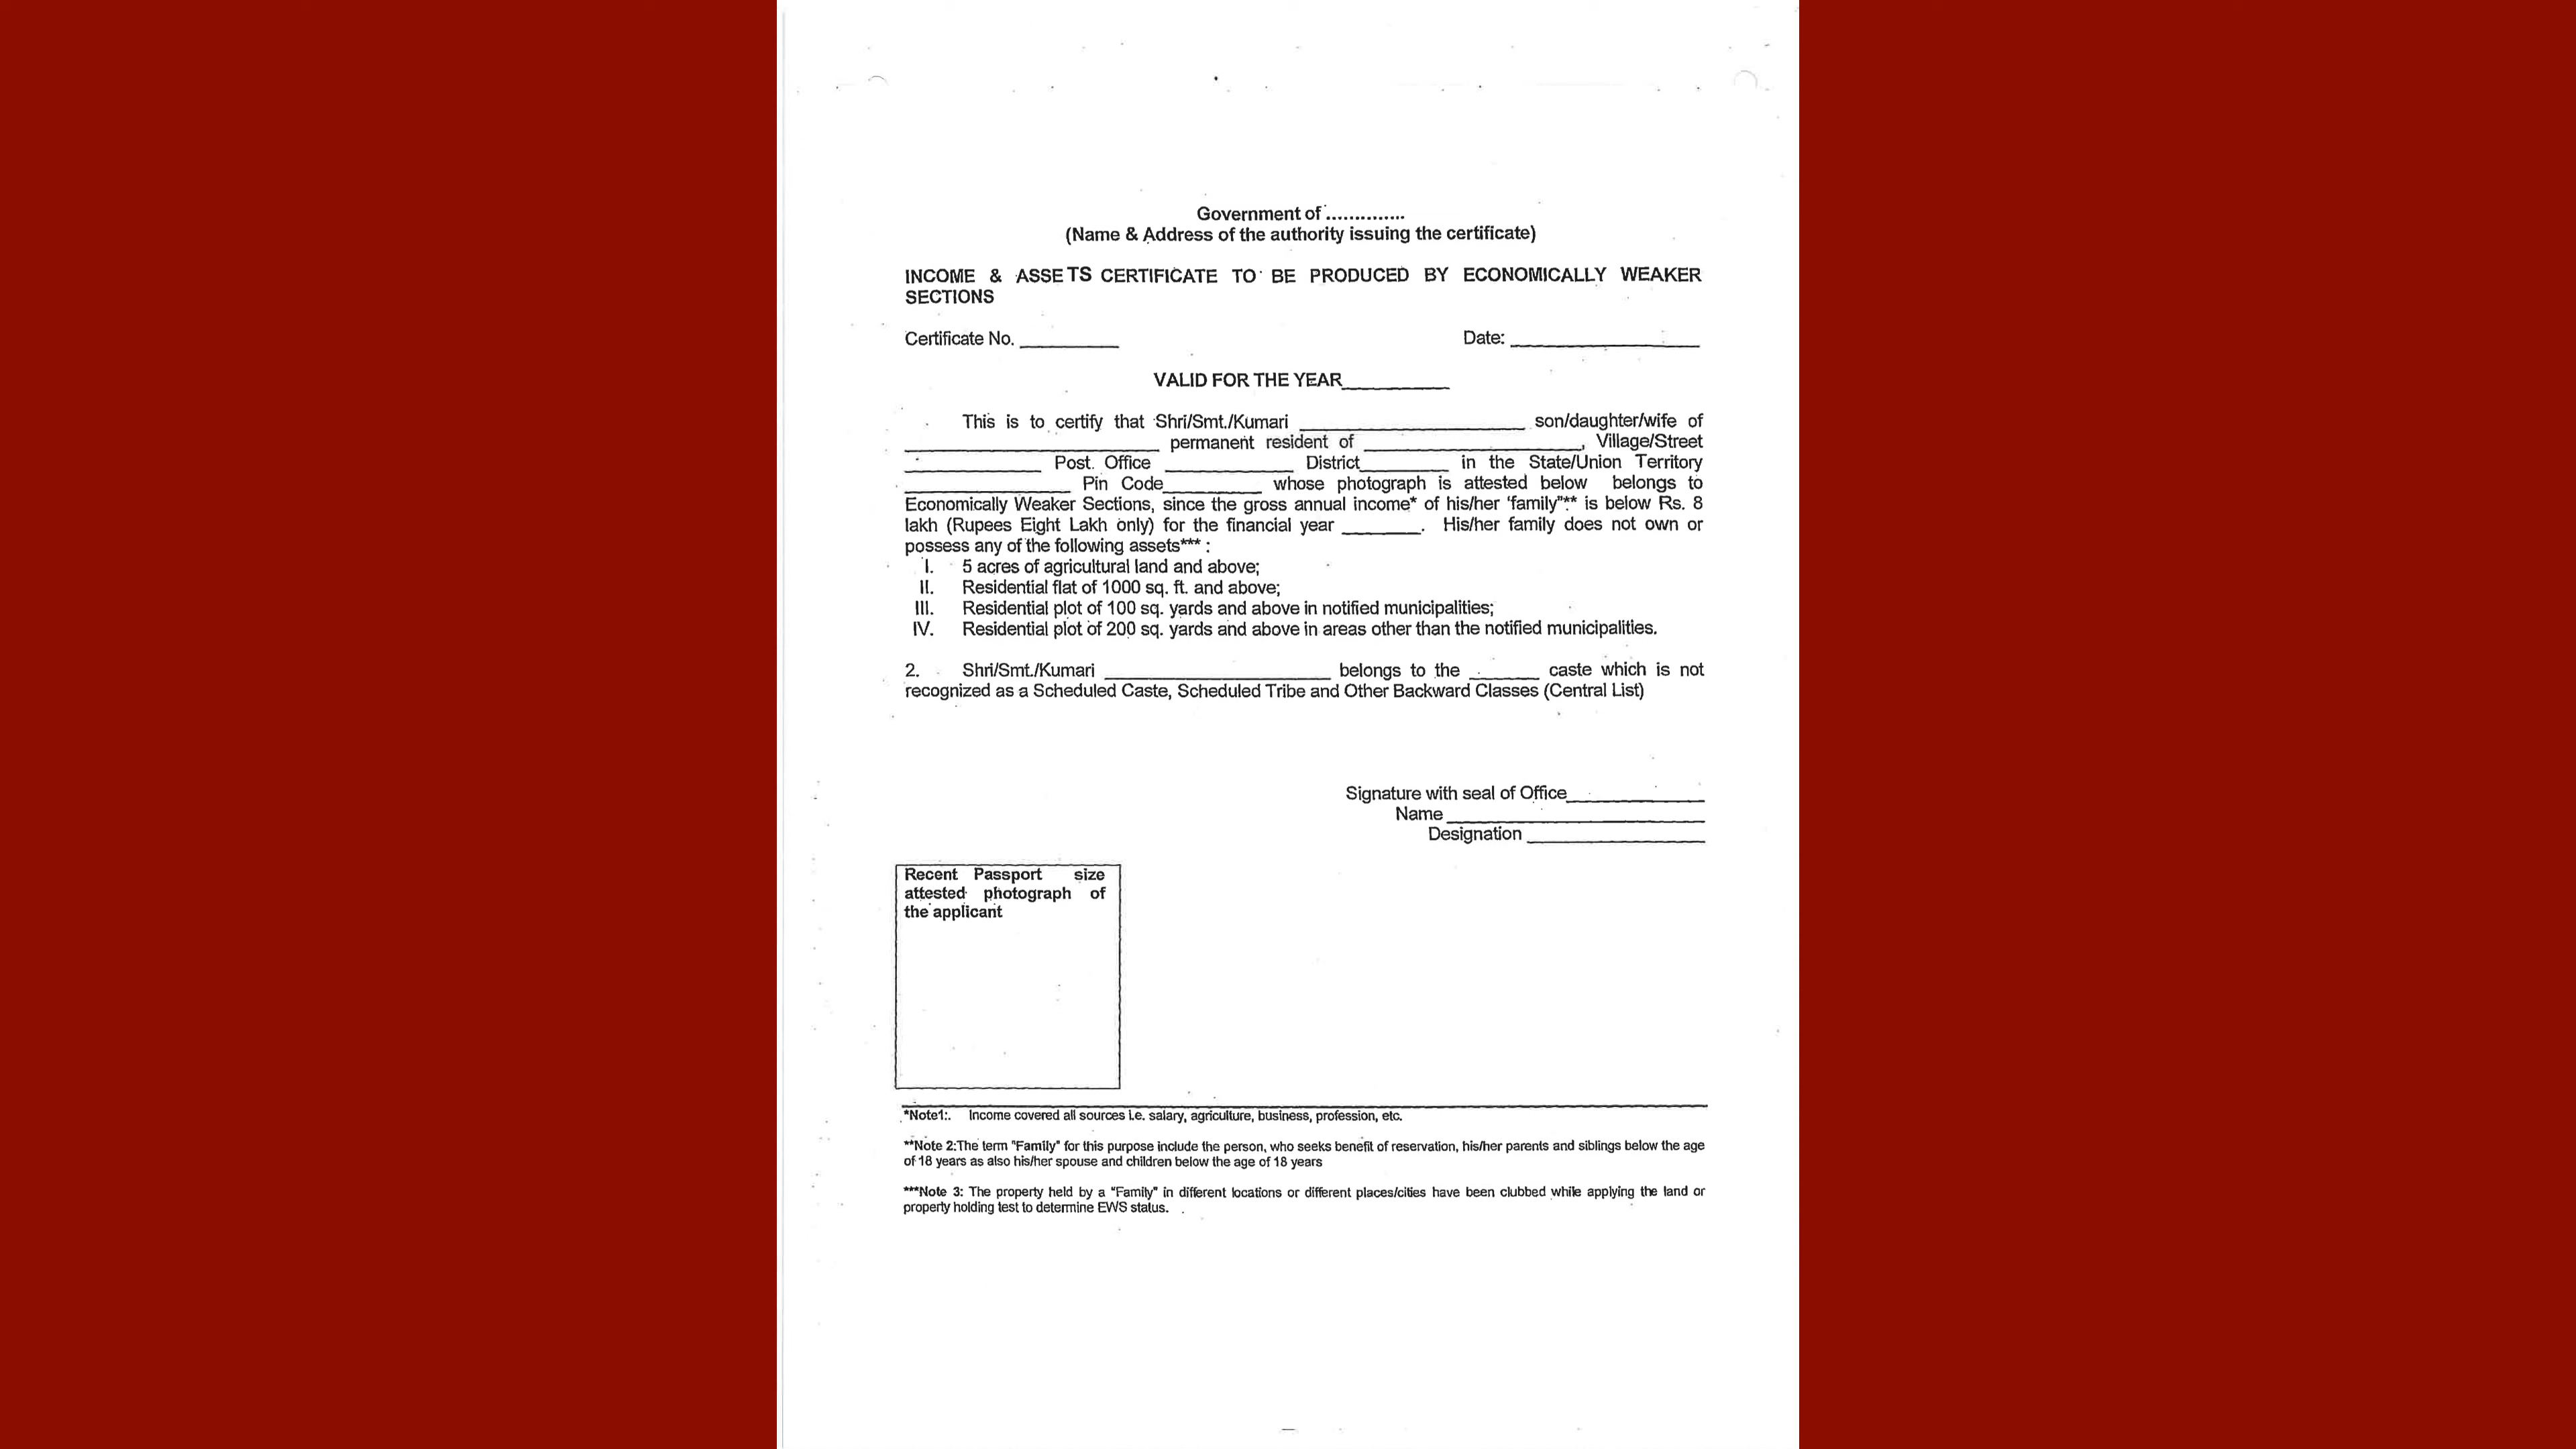 Government of ..............
(Name & Address of the authority issuing the certificate)
INCOME & ASSETS CERTIFICATE TO BE PRODUCED BY ECONOMICALLY WEAKER
SECTIONS
Certificate No. __________ Date: __________
VALID FOR THE YEAR__________
This is to certify that Shri/Smt./Kumari __________ son/daughter/wife of
__________ permanent resident of __________, Village/Street
__________ Post. Office __________ District__________ in the State/Union Territory
__________ Pin Code__________ whose photograph is attested below belongs to
Economically Weaker Sections, since the gross annual income* of his/her 'family"** is below Rs. 8
lakh (Rupees Eight Lakh only) for the financial year ________. His/her family does not own or
possess any of the following assets*** :
I. 5 acres of agricultural land and above;
II. Residential flat of 1000 sq. ft. and above;
III. Residential plot of 100 sq. yards and above in notified municipalities;
IV. Residential plot of 200 sq. yards and above in areas other than the notified municipalities.
2. Shri/Smt./Kumari __________ belongs to the ______ caste which is not
recognized as a Scheduled Caste, Scheduled Tribe and Other Backward Classes (Central List)
Signature with seal of Office__________
Name __________
Designation __________
Recent Passport size
attested photograph of
the applicant
*Note1:. Income covered all sources i.e. salary, agriculture, business, profession, etc.
**Note 2:The term "Family" for this purpose include the person, who seeks benefit of reservation, his/her parents and siblings below the age
of 18 years as also his/her spouse and children below the age of 18 years
***Note 3: The property held by a "Family" in different locations or different places/cities have been clubbed while applying the land or
property holding test to determine EWS status.